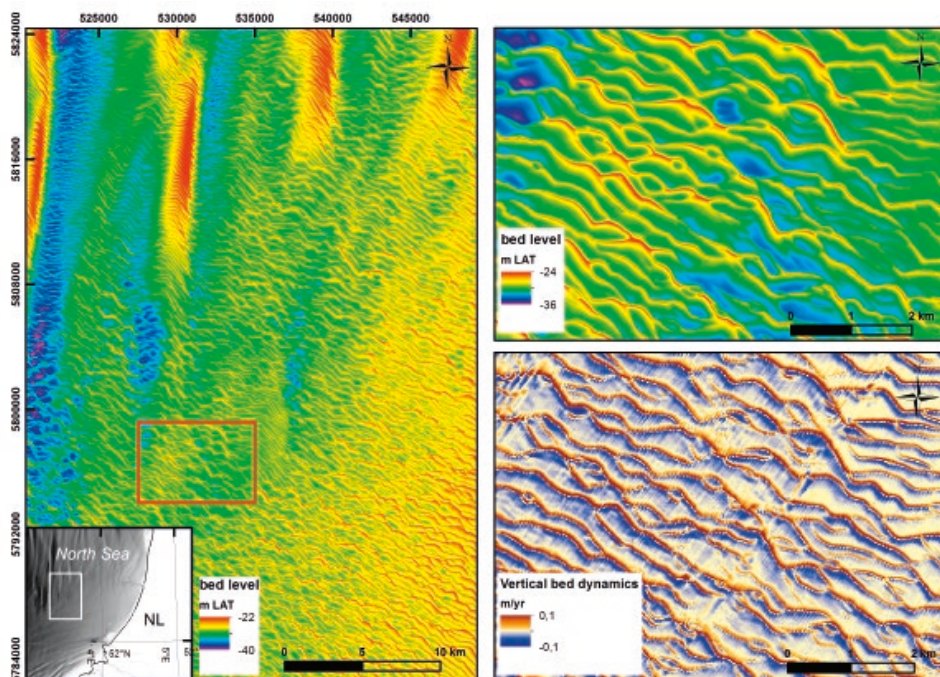 525000 530000 535000 540000 545000
5824000
5816000
5808000
5800000
5792000
5784000
North Sea
NL
52°N
5°E
bed level
m LAT
-22
-40
0 5 10 km
N
bed level
m LAT
-24
-36
0 1 2 km
Vertical bed dynamics
m/yr
0,1
-0,1
0 2 km